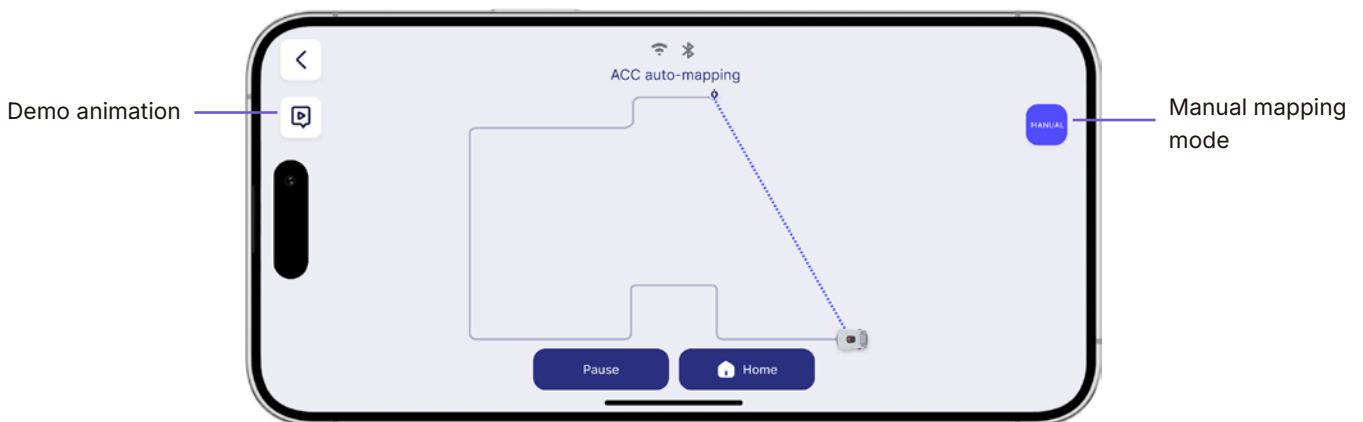 ACC auto-mapping
Demo animation
MANUAL
Manual mapping
mode
Pause
Home